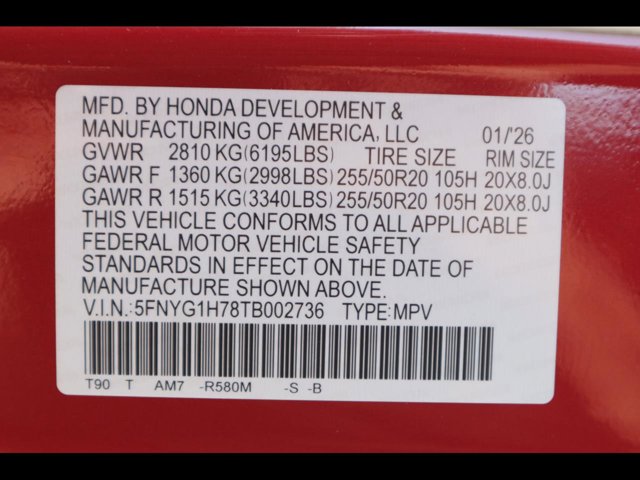 MFD. BY HONDA DEVELOPMENT &
MANUFACTURING OF AMERICA, LLC 01/'26
GVWR 2810 KG(6195LBS) TIRE SIZE RIM SIZE
GAWR F 1360 KG(2998LBS) 255/50R20 105H 20X8.0J
GAWR R 1515 KG(3340LBS) 255/50R20 105H 20X8.0J
THIS VEHICLE CONFORMS TO ALL APPLICABLE
FEDERAL MOTOR VEHICLE SAFETY
STANDARDS IN EFFECT ON THE DATE OF
MANUFACTURE SHOWN ABOVE.
V.I.N.:5FNYG1H78TB002736 TYPE:MPV
T90 T AM7 -R580M -S -B